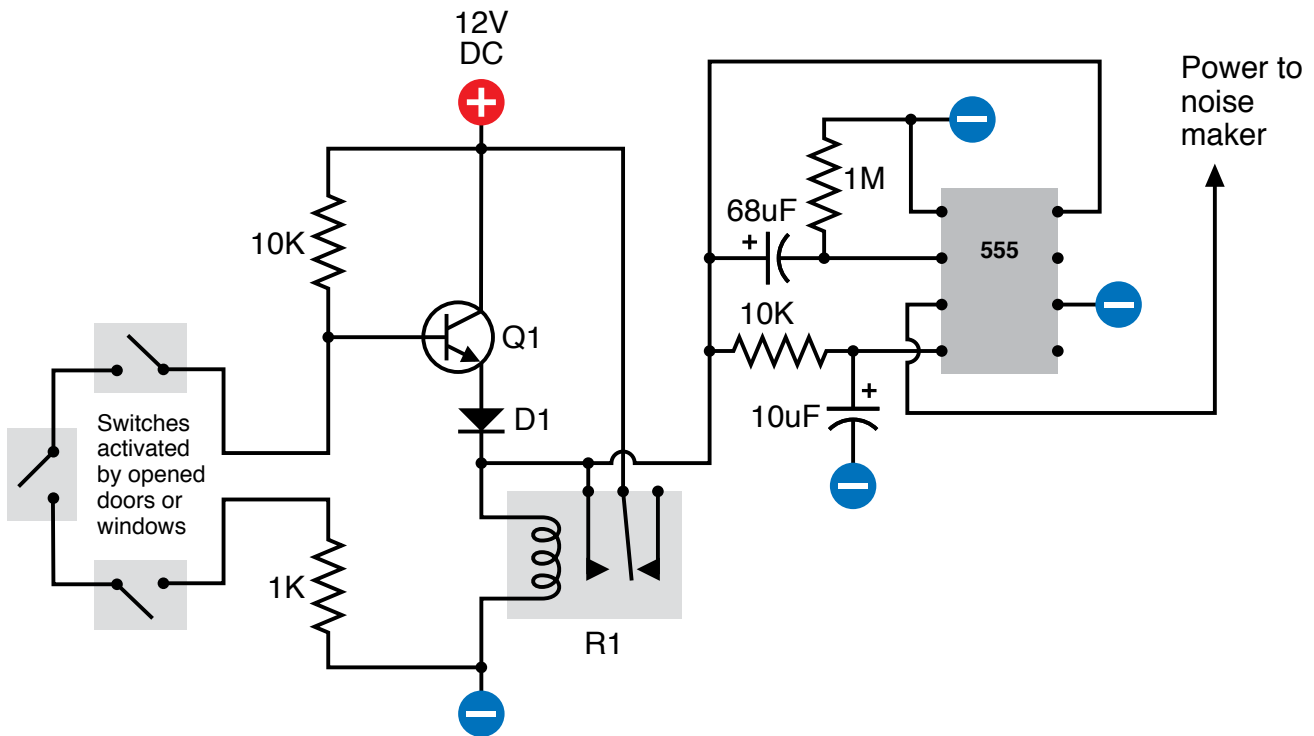 12V
DC
Power to
noise
maker
1M
68uF
10K
555
10K
Q1
D1
10uF
Switches
activated
by opened
doors or
windows
1K
R1